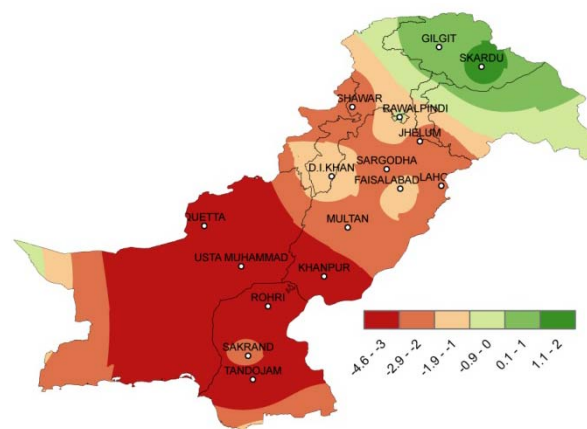 GILGIT
SKARDU
SHAWAR
RAWALPINDI
JHELUM
SARGODHA
D.I.KHAN
FAISALABAD
LAHO
MULTAN
QUETTA
USTA MUHAMMAD
KHANPUR
ROHRI
SAKRAND
TANDOJAM
-4.6 - -3
-2.9 - -2
-1.9 - -1
-0.9 - 0
0.1 - 1
1.1 - 2